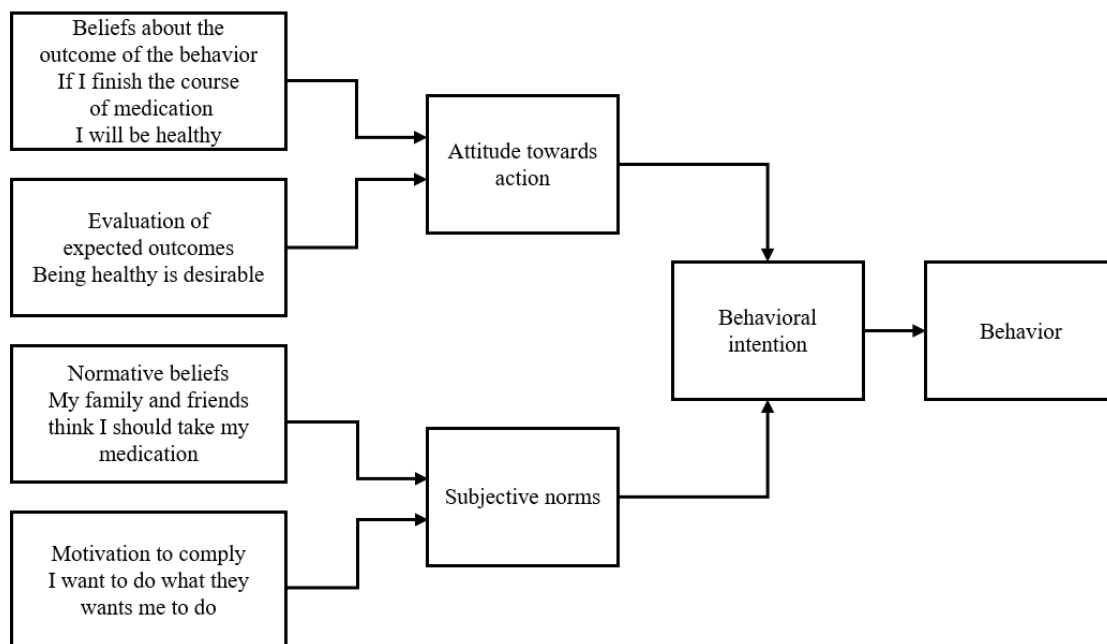 Beliefs about the
outcome of the behavior
If I finish the course
of medication
I will be healthy
Evaluation of
expected outcomes
Being healthy is desirable
Normative beliefs
My family and friends
think I should take my
medication
Motivation to comply
I want to do what they
wants me to do
Attitude towards
action
Subjective norms
Behavioral
intention
Behavior